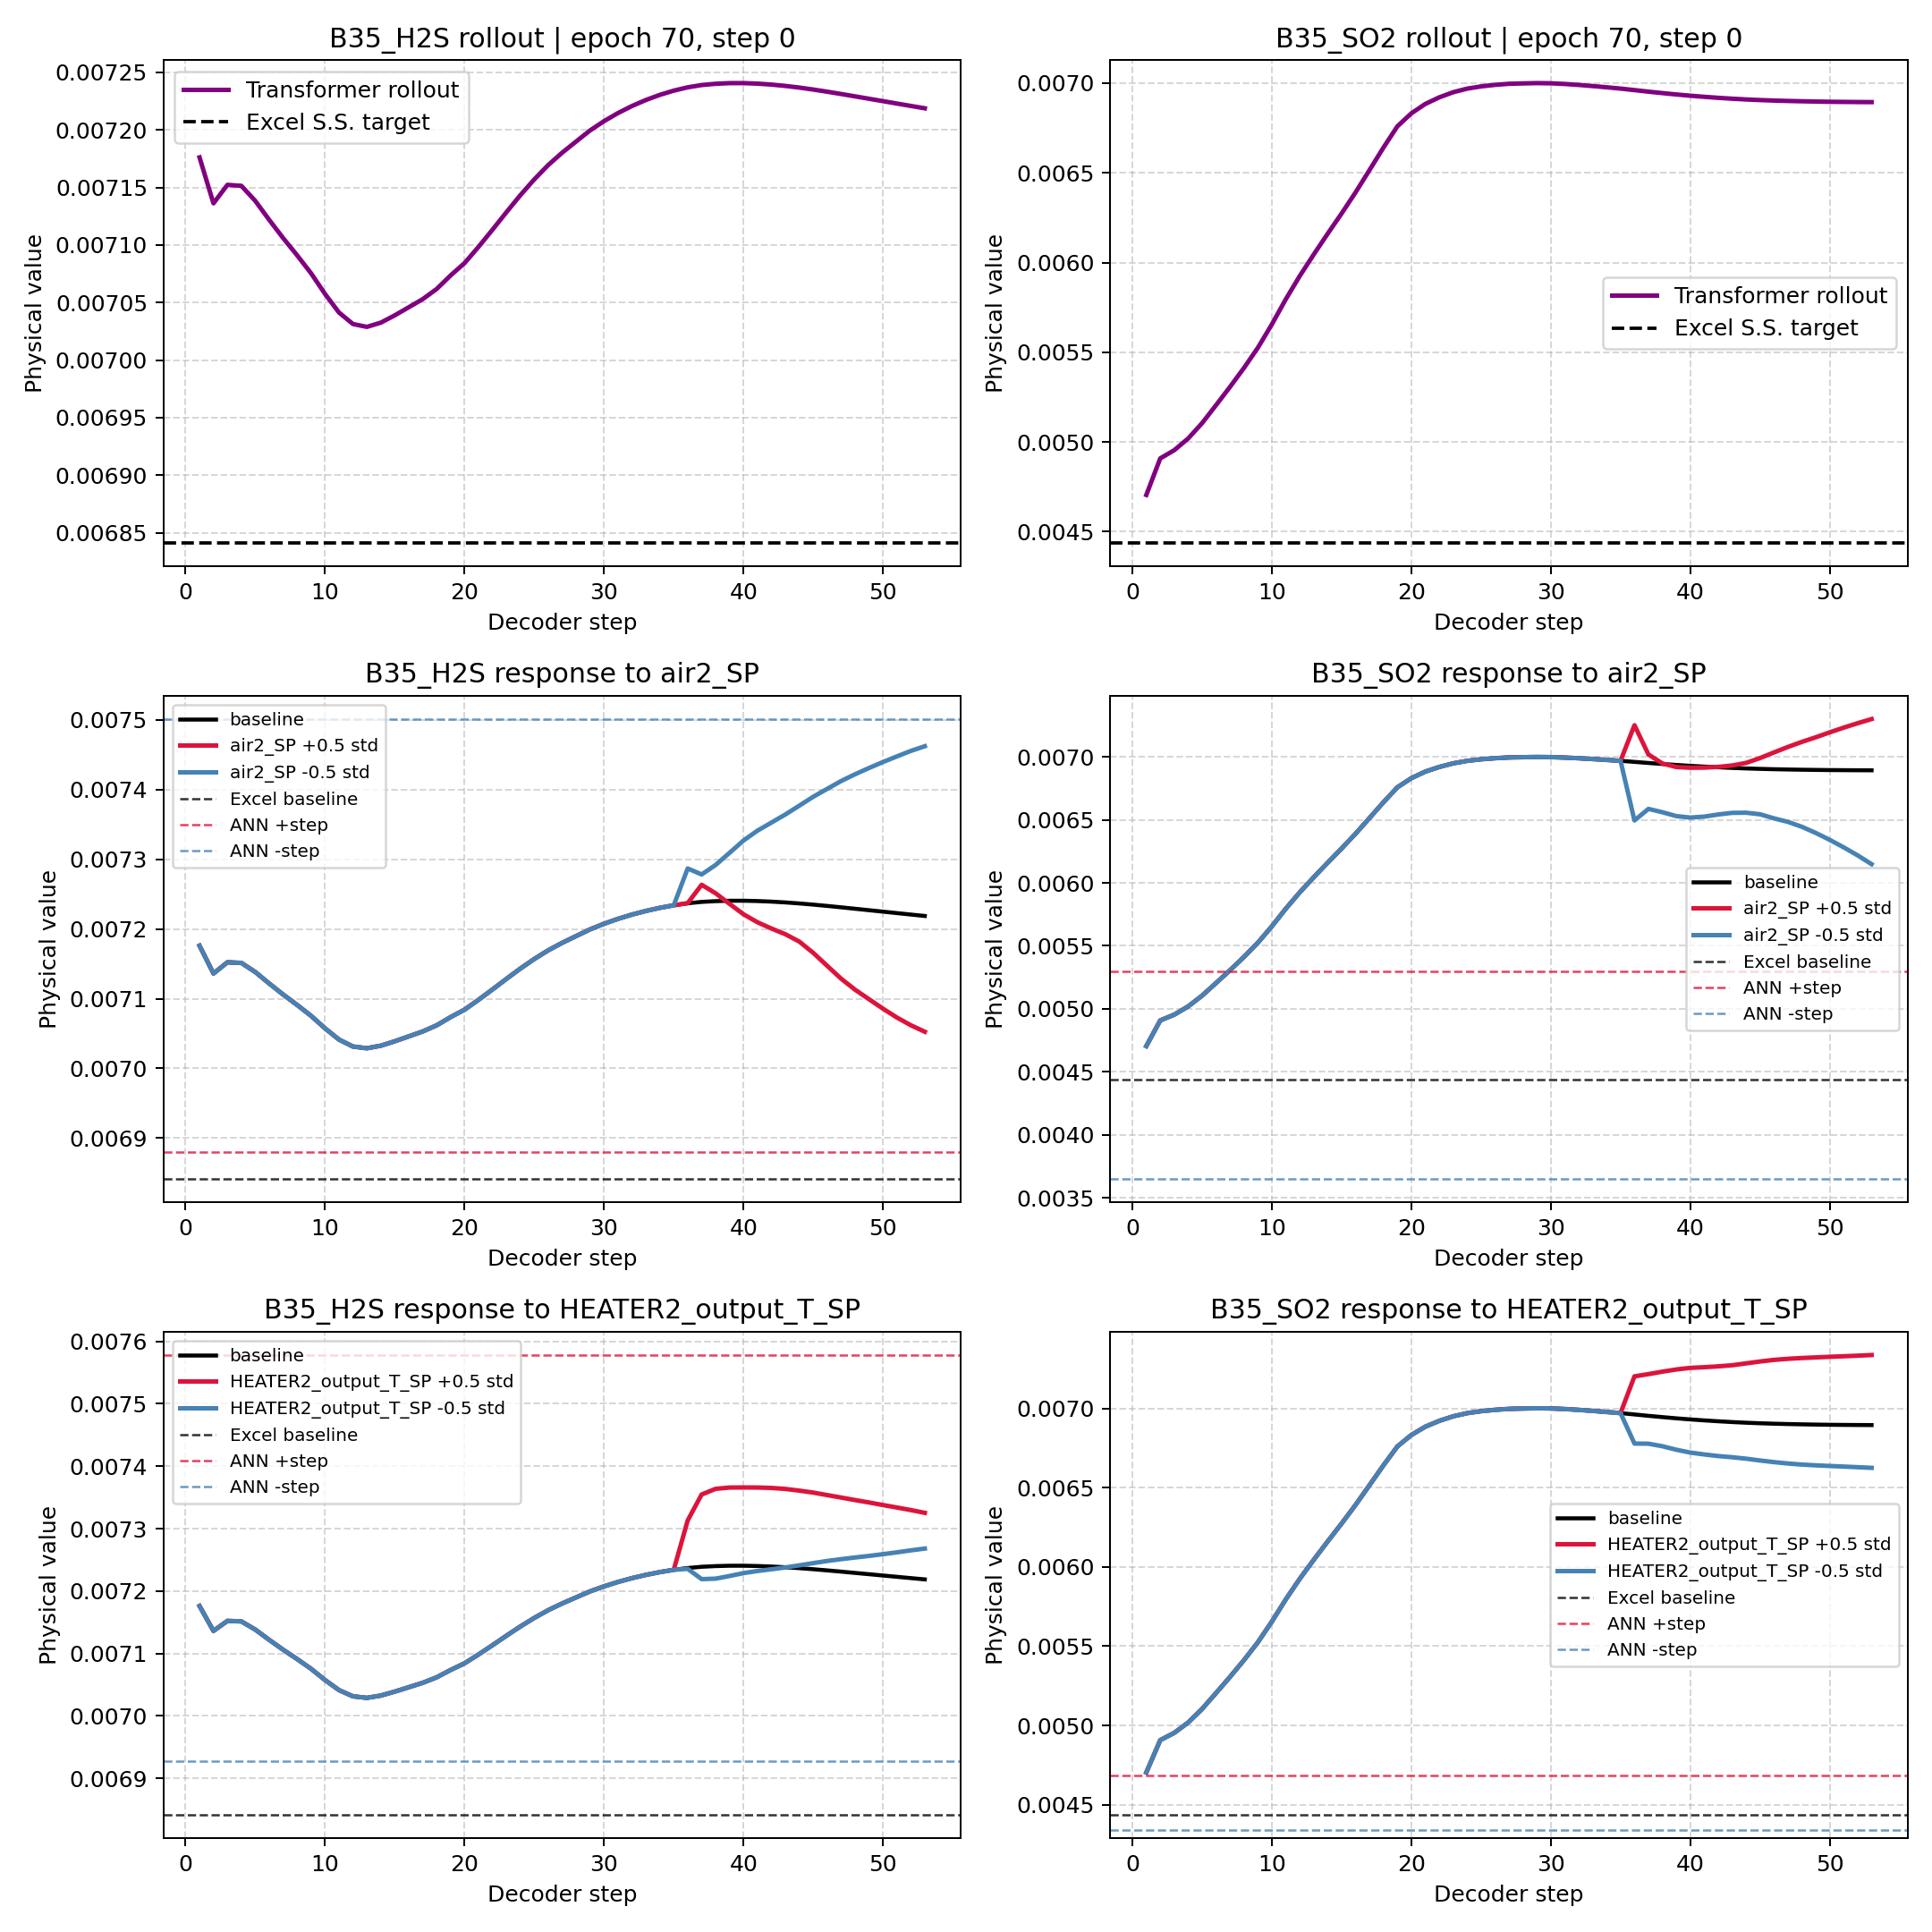 B35_H2S rollout | epoch 70, step 0
Physical value
0.00725
0.00720
0.00715
0.00710
0.00705
0.00700
0.00695
0.00690
0.00685
Transformer rollout
Excel S.S. target
0 10 20 30 40 50
Decoder step
B35_SO2 rollout | epoch 70, step 0
Physical value
0.0070
0.0065
0.0060
0.0055
0.0050
0.0045
Transformer rollout
Excel S.S. target
0 10 20 30 40 50
Decoder step
B35_H2S response to air2_SP
Physical value
0.0075
0.0074
0.0073
0.0072
0.0071
0.0070
0.0069
baseline
air2_SP +0.5 std
air2_SP -0.5 std
Excel baseline
ANN +step
ANN -step
0 10 20 30 40 50
Decoder step
B35_SO2 response to air2_SP
Physical value
0.0070
0.0065
0.0060
0.0055
0.0050
0.0045
0.0040
0.0035
baseline
air2_SP +0.5 std
air2_SP -0.5 std
Excel baseline
ANN +step
ANN -step
0 10 20 30 40 50
Decoder step
B35_H2S response to HEATER2_output_T_SP
Physical value
0.0076
0.0075
0.0074
0.0073
0.0072
0.0071
0.0070
0.0069
baseline
HEATER2_output_T_SP +0.5 std
HEATER2_output_T_SP -0.5 std
Excel baseline
ANN +step
ANN -step
0 10 20 30 40 50
Decoder step
B35_SO2 response to HEATER2_output_T_SP
Physical value
0.0070
0.0065
0.0060
0.0055
0.0050
0.0045
baseline
HEATER2_output_T_SP +0.5 std
HEATER2_output_T_SP -0.5 std
Excel baseline
ANN +step
ANN -step
0 10 20 30 40 50
Decoder step